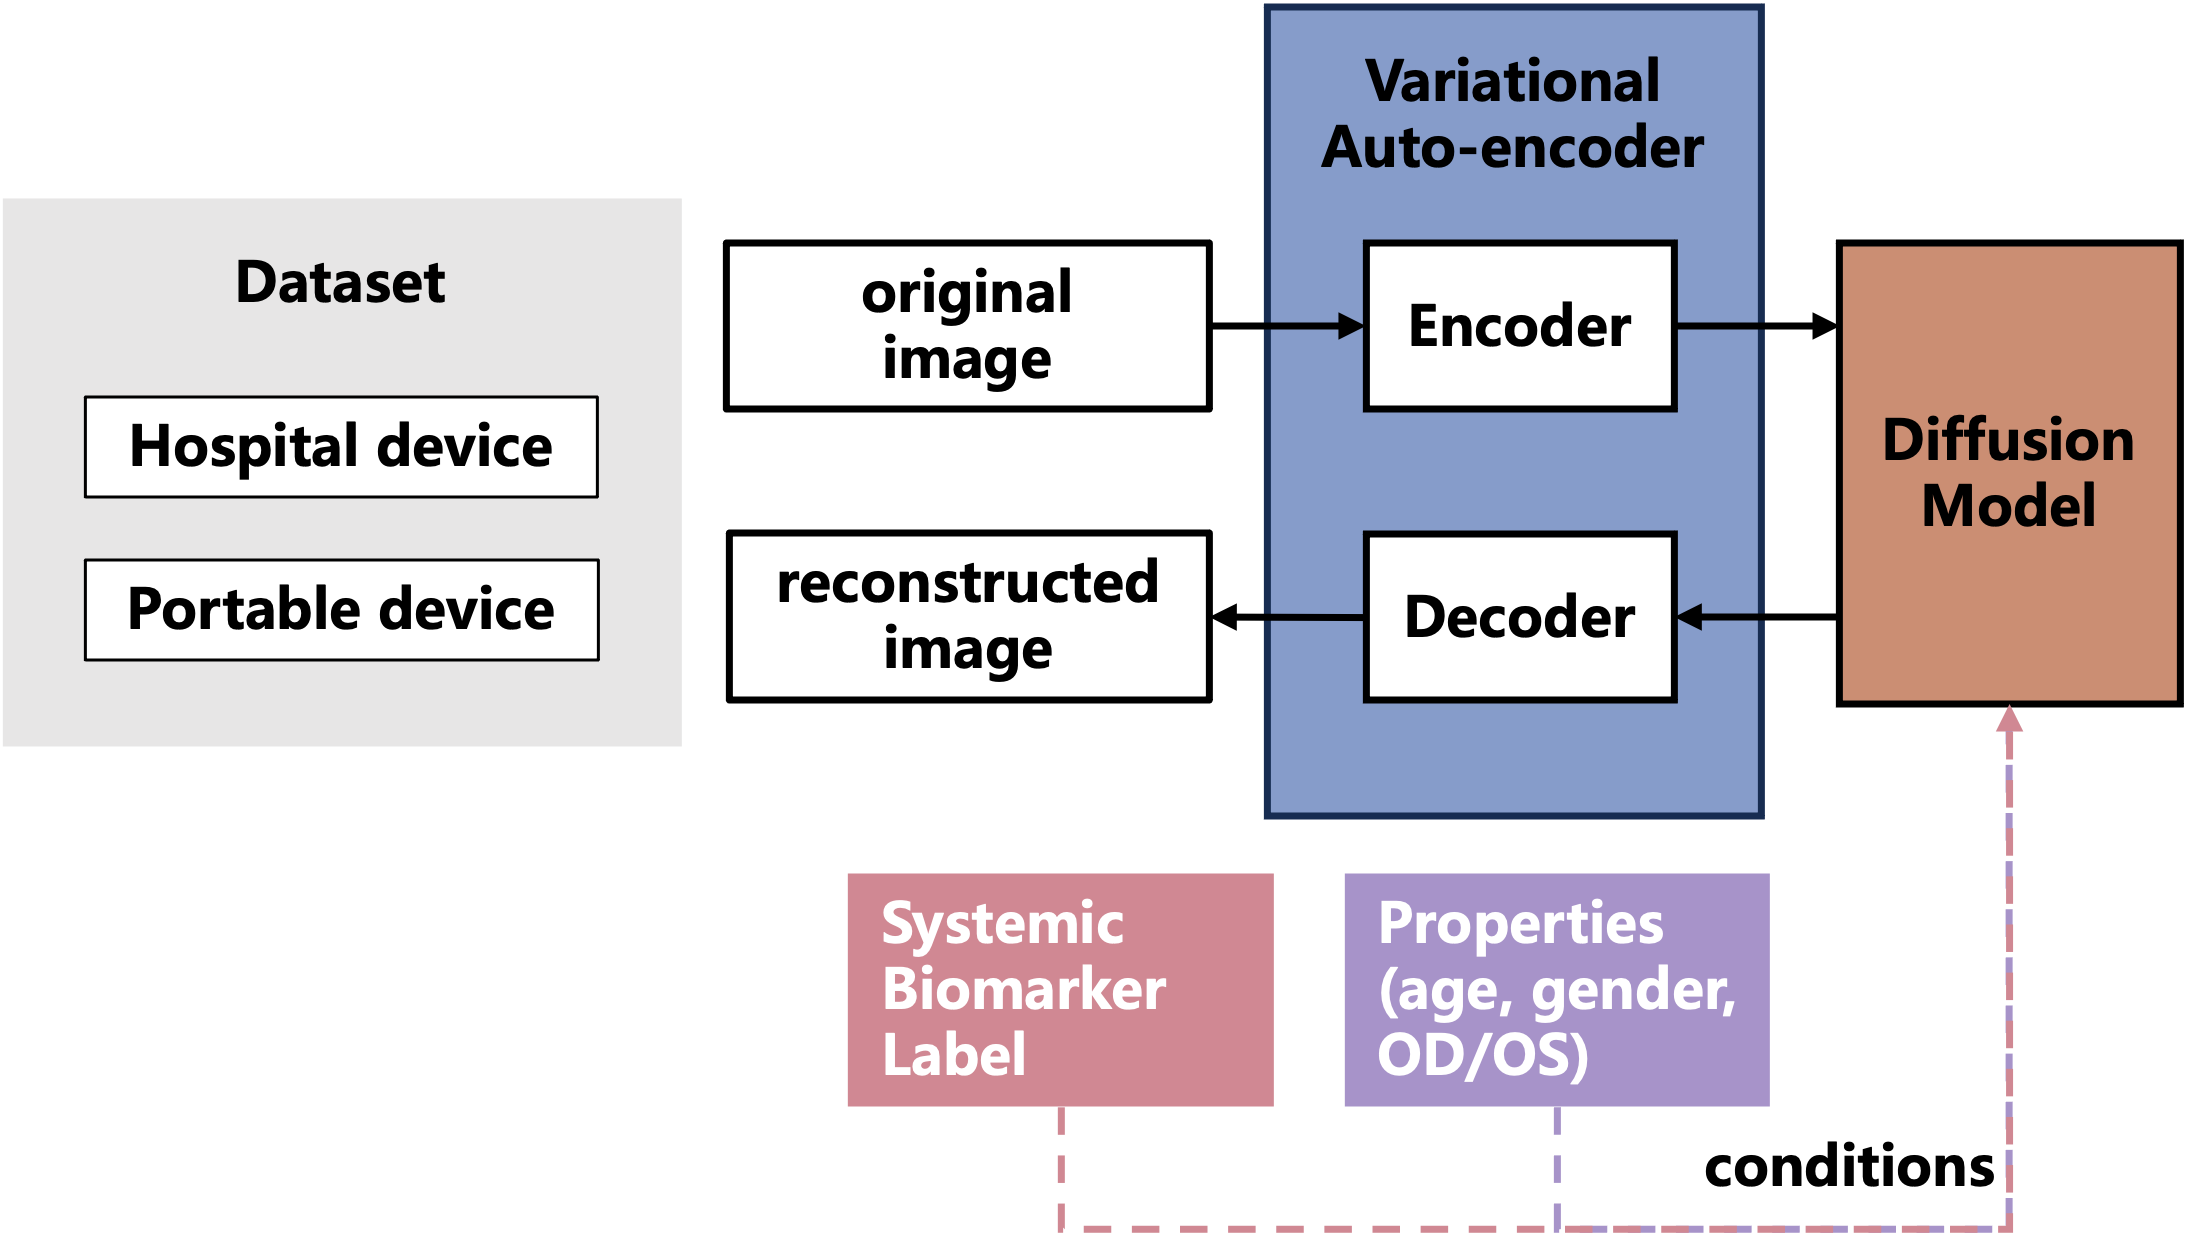 Dataset
Hospital device
Portable device
original
image
reconstructed
image
Variational
Auto-encoder
Encoder
Decoder
Diffusion
Model
Systemic
Biomarker
Label
Properties
(age, gender,
OD/OS)
conditions